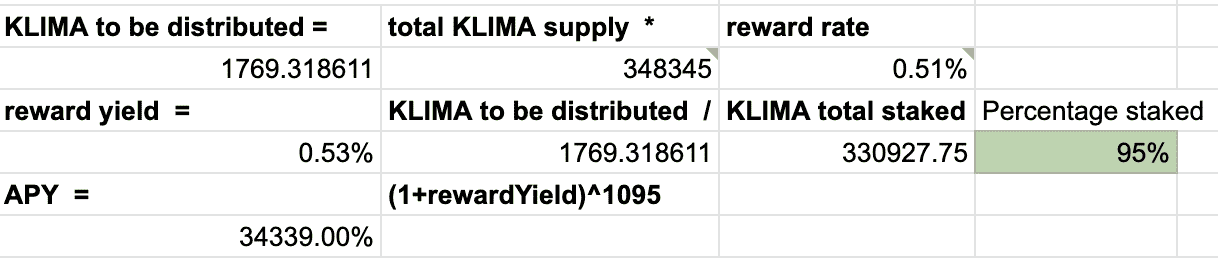 KLIMA to be distributed = total KLIMA supply * reward rate
1769.318611 348345 0.51%
reward yield = KLIMA to be distributed / KLIMA total staked Percentage staked
0.53% 1769.318611 330927.75 95%
APY = (1+rewardYield)^1095
34339.00%